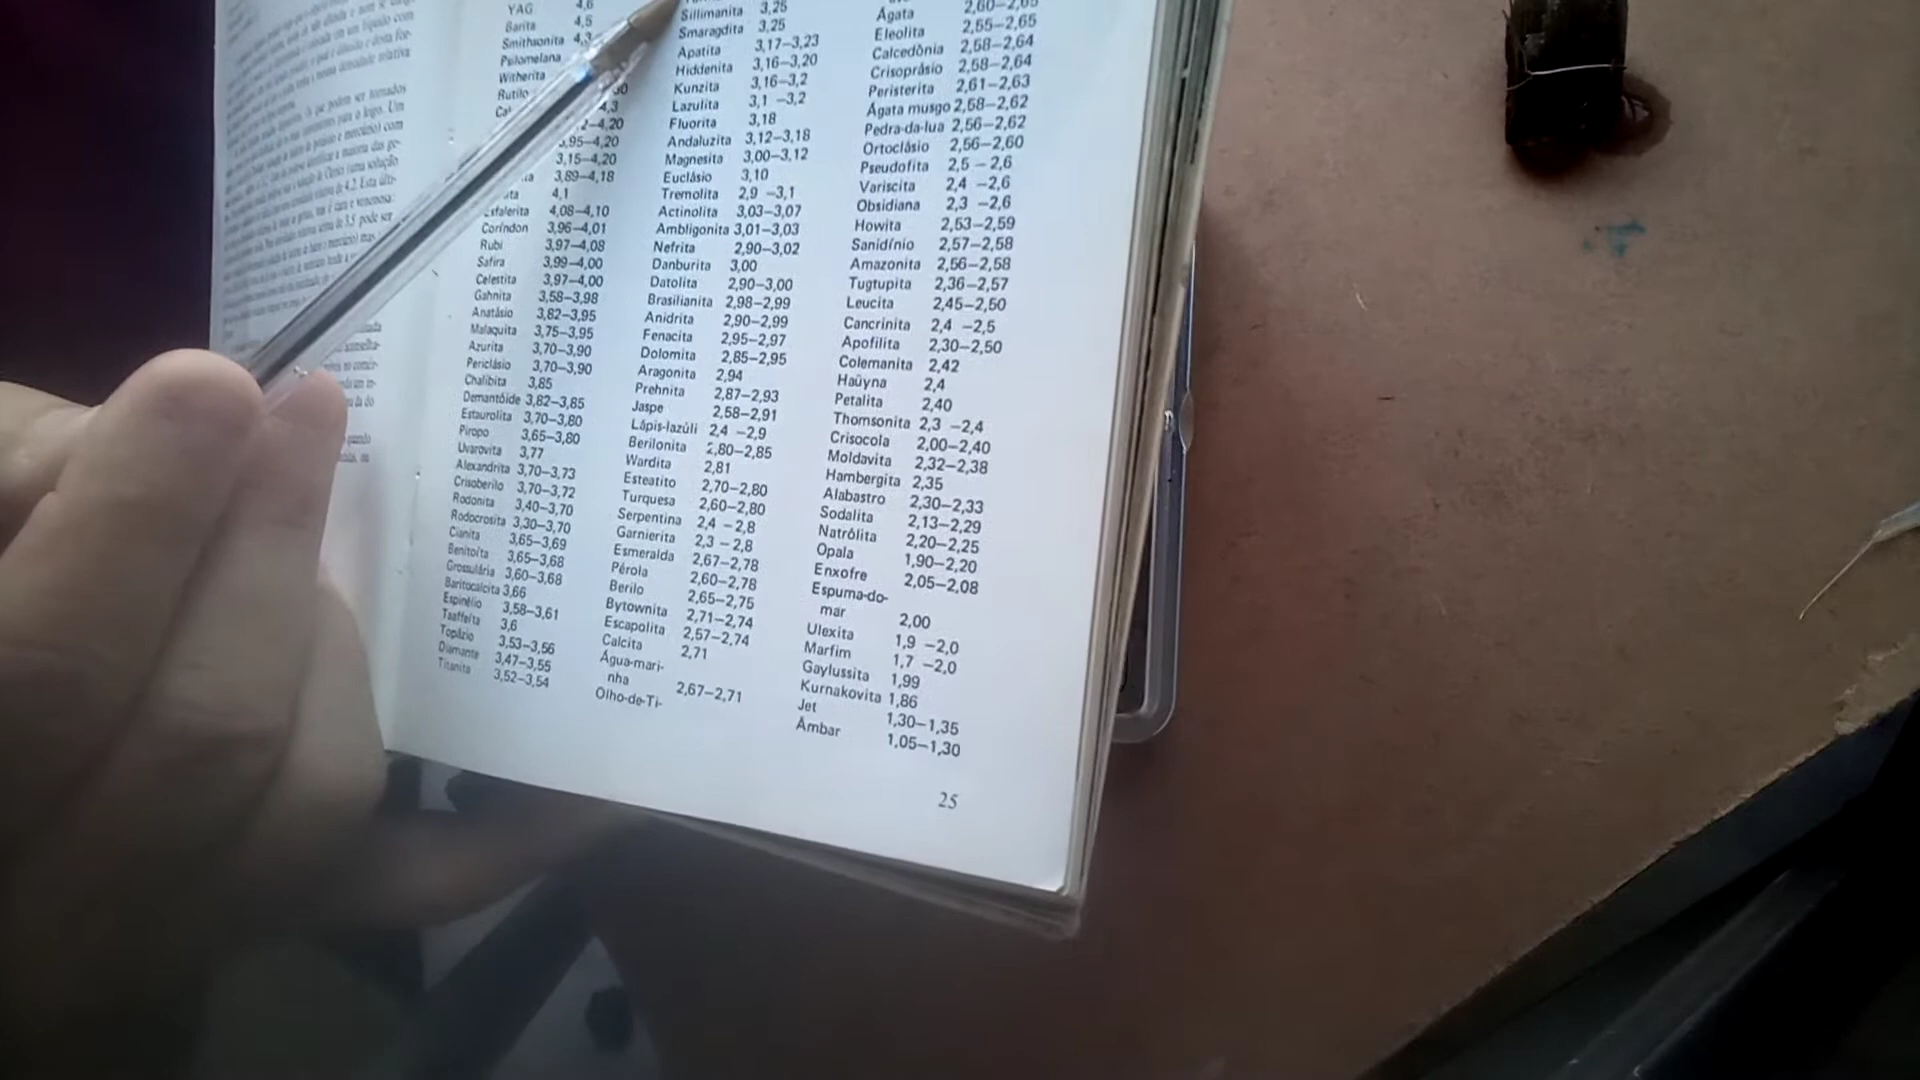 YAG 4,6
Barita 4,5
Smithsonita 4,3
Psilomelana
Witherita
Rutilo
4,3
4,20
3,95–4,20
3,15–4,20
3,89–4,18
4,1
Esfalerita 4,08–4,10
Coríndon 3,96–4,01
Rubi 3,97–4,08
Safira 3,99–4,00
Celestita 3,97–4,00
Gahnita 3,58–3,98
Anatásio 3,82–3,95
Malaquita 3,75–3,95
Azurita 3,70–3,90
Periclásio 3,70–3,90
Chalibita 3,85
Demantóide 3,82–3,85
Estaurolita 3,70–3,80
Piropo 3,65–3,80
Uvarovita 3,77
Alexandrita 3,70–3,73
Crisoberilo 3,70–3,72
Rodonita 3,40–3,70
Rodocrosita 3,30–3,70
Cianita 3,65–3,69
Benitoíta 3,65–3,68
Grossulária 3,60–3,68
Baritocalcita 3,66
Espinélio 3,58–3,61
Taaffeíta 3,6
Topázio 3,53–3,56
Diamante 3,47–3,55
Titanita 3,52–3,54
Sillimanita 3,25
Smaragdita 3,25
Apatita 3,17–3,23
Hiddenita 3,16–3,20
Kunzita 3,16–3,2
Lazulita 3,1 –3,2
Fluorita 3,18
Andaluzita 3,12–3,18
Magnesita 3,00–3,12
Euclásio 3,10
Tremolita 2,9 –3,1
Actinolita 3,03–3,07
Ambligonita 3,01–3,03
Nefrita 2,90–3,02
Danburita 3,00
Datolita 2,90–3,00
Brasilianita 2,98–2,99
Anidrita 2,90–2,99
Fenacita 2,95–2,97
Dolomita 2,85–2,95
Aragonita 2,94
Prehnita 2,87–2,93
Jaspe 2,58–2,91
Lápis-lazúli 2,4 –2,9
Berilonita 2,80–2,85
Wardita 2,81
Esteatito 2,70–2,80
Turquesa 2,60–2,80
Serpentina 2,4 –2,8
Garnierita 2,3 –2,8
Esmeralda 2,67–2,78
Pérola 2,60–2,78
Berilo 2,65–2,75
Bytownita 2,71–2,74
Escapolita 2,57–2,74
Calcita 2,71
Água-mari-
nha 2,67–2,71
Olho-de-Ti-
Ágata 2,60–2,65
Eleolita 2,55–2,65
Calcedônia 2,58–2,64
Crisoprásio 2,58–2,64
Peristerita 2,61–2,63
Ágata musgo 2,58–2,62
Pedra-da-lua 2,56–2,62
Ortoclásio 2,56–2,60
Pseudofita 2,5 – 2,6
Variscita 2,4 –2,6
Obsidiana 2,3 –2,6
Howita 2,53–2,59
Sanidínio 2,57–2,58
Amazonita 2,56–2,58
Tugtupita 2,36–2,57
Leucita 2,45–2,50
Cancrinita 2,4 –2,5
Apofilita 2,30–2,50
Colemanita 2,42
Haüyna 2,4
Petalita 2,40
Thomsonita 2,3 –2,4
Crisocola 2,00–2,40
Moldavita 2,32–2,38
Hambergita 2,35
Alabastro 2,30–2,33
Sodalita 2,13–2,29
Natrólita 2,20–2,25
Opala 1,90–2,20
Enxofre 2,05–2,08
Espuma-do-
mar 2,00
Ulexita 1,9 –2,0
Marfim 1,7 –2,0
Gaylussita 1,99
Kurnakovita 1,86
Jet 1,30–1,35
Âmbar 1,05–1,30
25